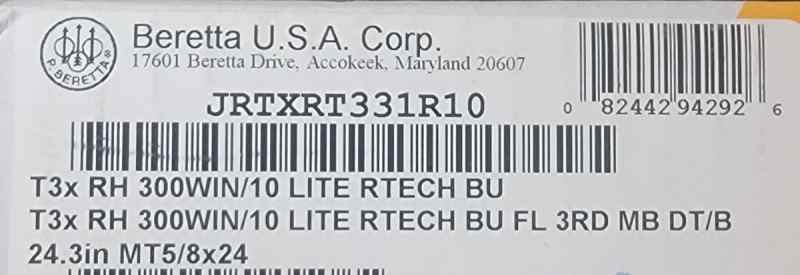 P. BERETTA
Beretta U.S.A. Corp.
17601 Beretta Drive, Accokeek, Maryland 20607
JRTXRT331R10
0 82442 94292 6
T3x RH 300WIN/10 LITE RTECH BU
T3x RH 300WIN/10 LITE RTECH BU FL 3RD MB DT/B
24.3in MT5/8x24